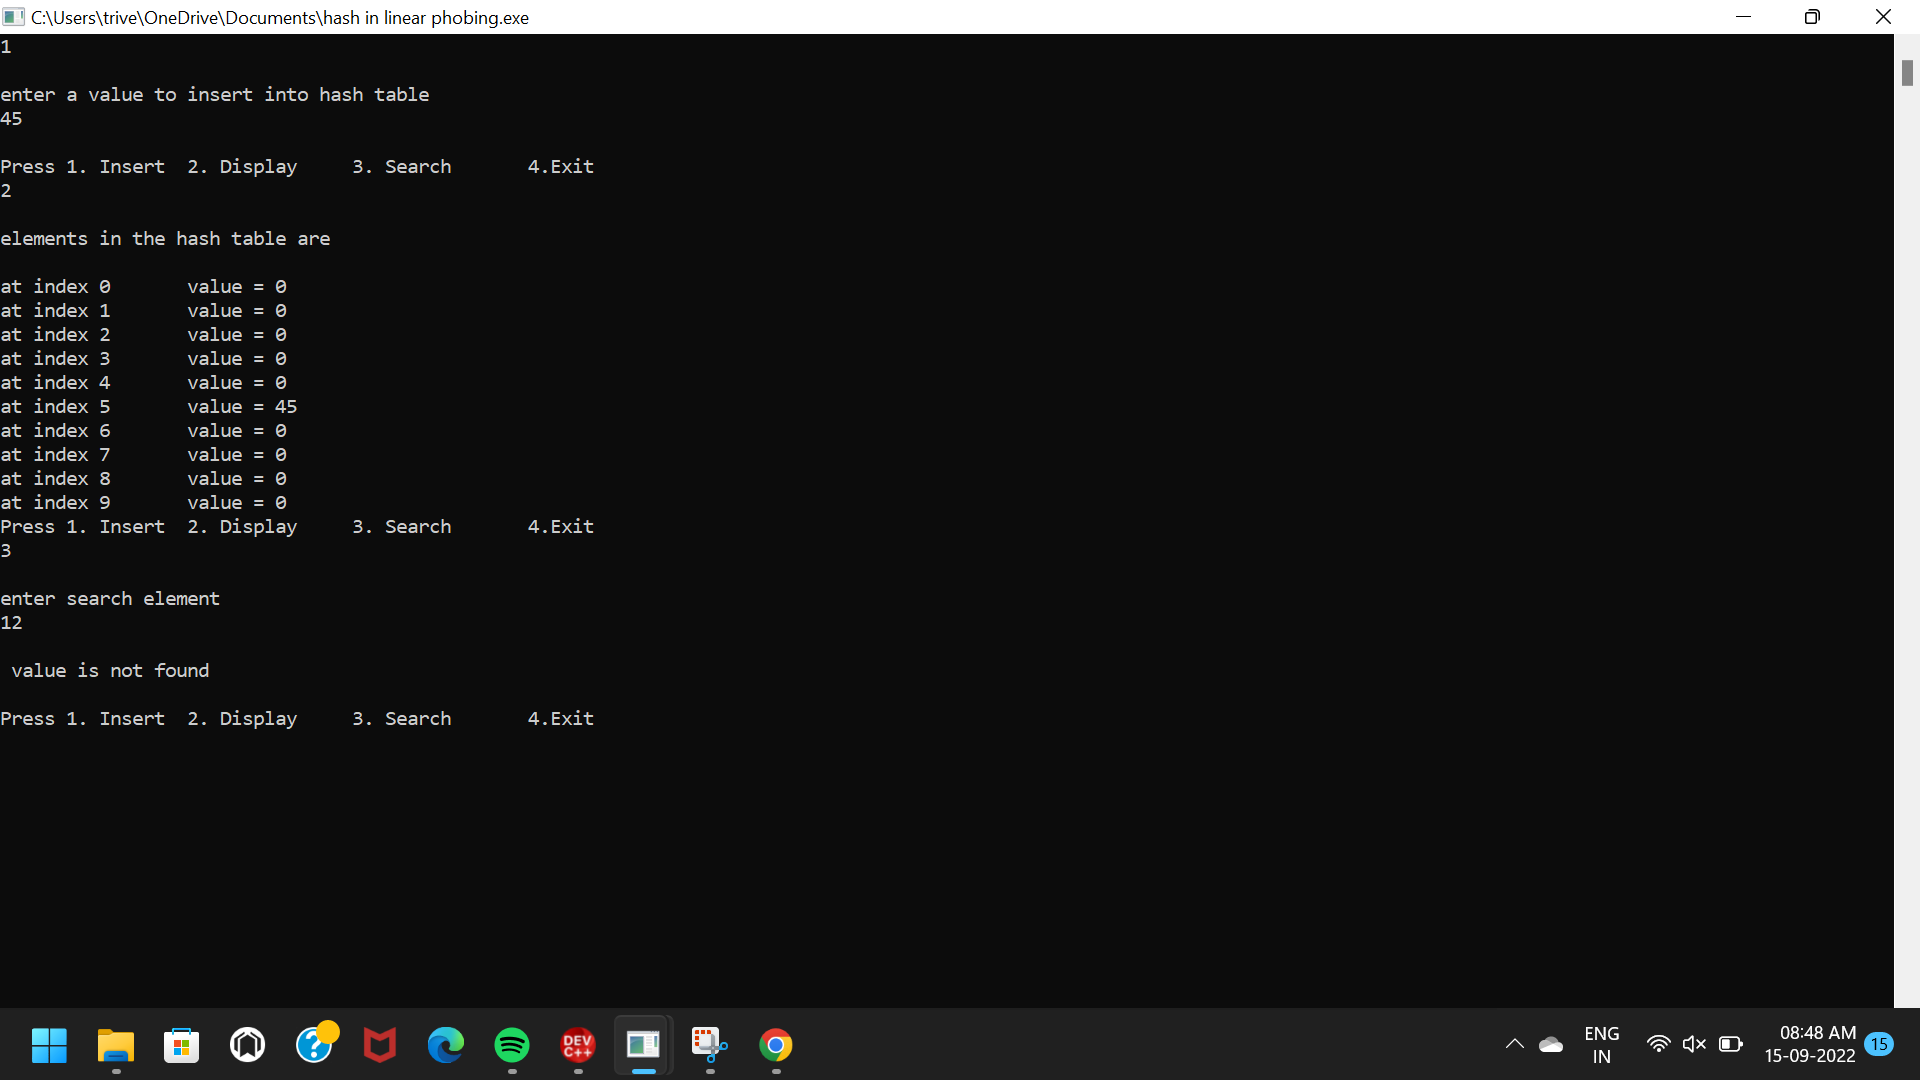 C:\Users\trive\OneDrive\Documents\hash in linear phobing.exe
1
enter a value to insert into hash table
45
Press 1. Insert 2. Display 3. Search 4.Exit
2
elements in the hash table are
at index 0 value = 0
at index 1 value = 0
at index 2 value = 0
at index 3 value = 0
at index 4 value = 0
at index 5 value = 45
at index 6 value = 0
at index 7 value = 0
at index 8 value = 0
at index 9 value = 0
Press 1. Insert 2. Display 3. Search 4.Exit
3
enter search element
12
value is not found
Press 1. Insert 2. Display 3. Search 4.Exit
?
DEV
C++
ENG
IN
08:48 AM
15-09-2022
15